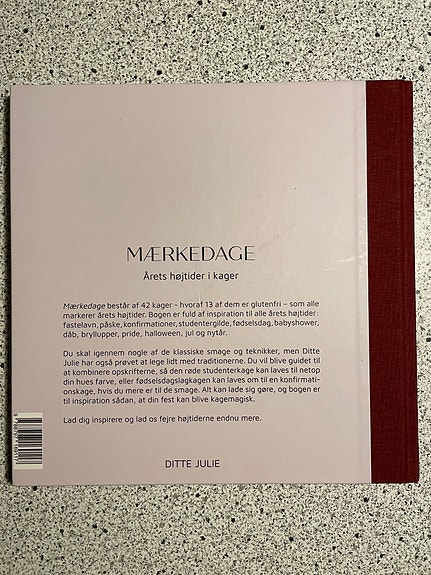 MÆRKEDAGE
Årets højtider i kager
Mærkedage består af 42 kager - hvoraf 13 af dem er glutenfri – som alle
markerer årets højtider. Bogen er fuld af inspiration til alle årets højtider:
fastelavn, påske, konfirmationer, studentergilde, fødselsdag, babyshower,
dåb, bryllupper, pride, halloween, jul og nytår.
Du skal igennem nogle af de klassiske smage og teknikker, men Ditte
Julie har også prøvet at lege lidt med traditionerne. Du vil blive guidet til
at kombinere opskrifterne, så den røde studenterkage kan laves til netop
din hues farve, eller fødselsdagslagkagen kan laves om til en konfirmati-
onskage, hvis du mere er til de smage. Alt kan lade sig gøre, og bogen er
til inspiration sådan, at din fest kan blive kagemagisk.
Lad dig inspirere og lad os fejre højtiderne endnu mere.
DITTE JULIE